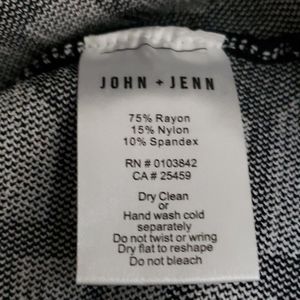 JOHN + JENN
75% Rayon
15% Nylon
10% Spandex
RN # 0103842
CA # 25459
Dry Clean
or
Hand wash cold
separately
Do not twist or wring
Dry flat to reshape
Do not bleach